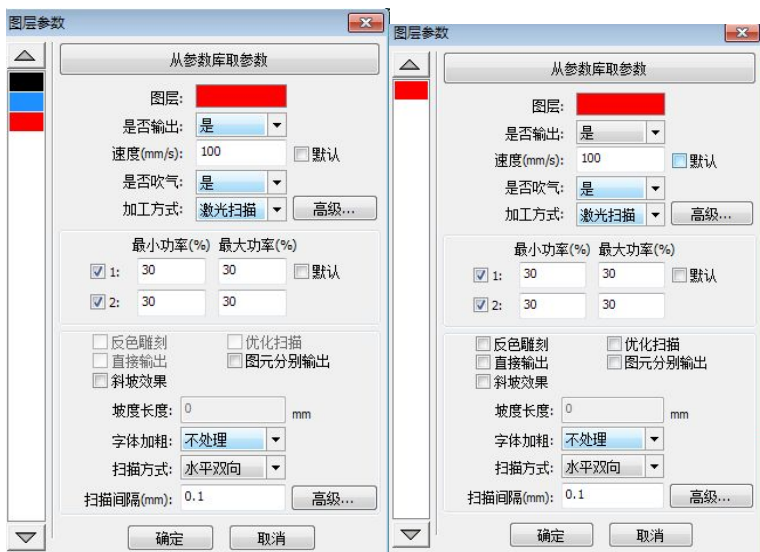 图层参数
从参数库取参数
图层:
是否输出: 是
速度(mm/s): 100 默认
是否吹气: 是
加工方式: 激光扫描 高级...
最小功率(%) 最大功率(%)
1: 30 30 默认
2: 30 30
反色雕刻 优化扫描
直接输出 图元分别输出
斜坡效果
坡度长度: 0 mm
字体加粗: 不处理
扫描方式: 水平双向
扫描间隔(mm): 0.1 高级...
确定 取消
图层参数
从参数库取参数
图层:
是否输出: 是
速度(mm/s): 100 默认
是否吹气: 是
加工方式: 激光扫描 高级...
最小功率(%) 最大功率(%)
1: 30 30 默认
2: 30 30
反色雕刻 优化扫描
直接输出 图元分别输出
斜坡效果
坡度长度: 0 mm
字体加粗: 不处理
扫描方式: 水平双向
扫描间隔(mm): 0.1 高级...
确定 取消